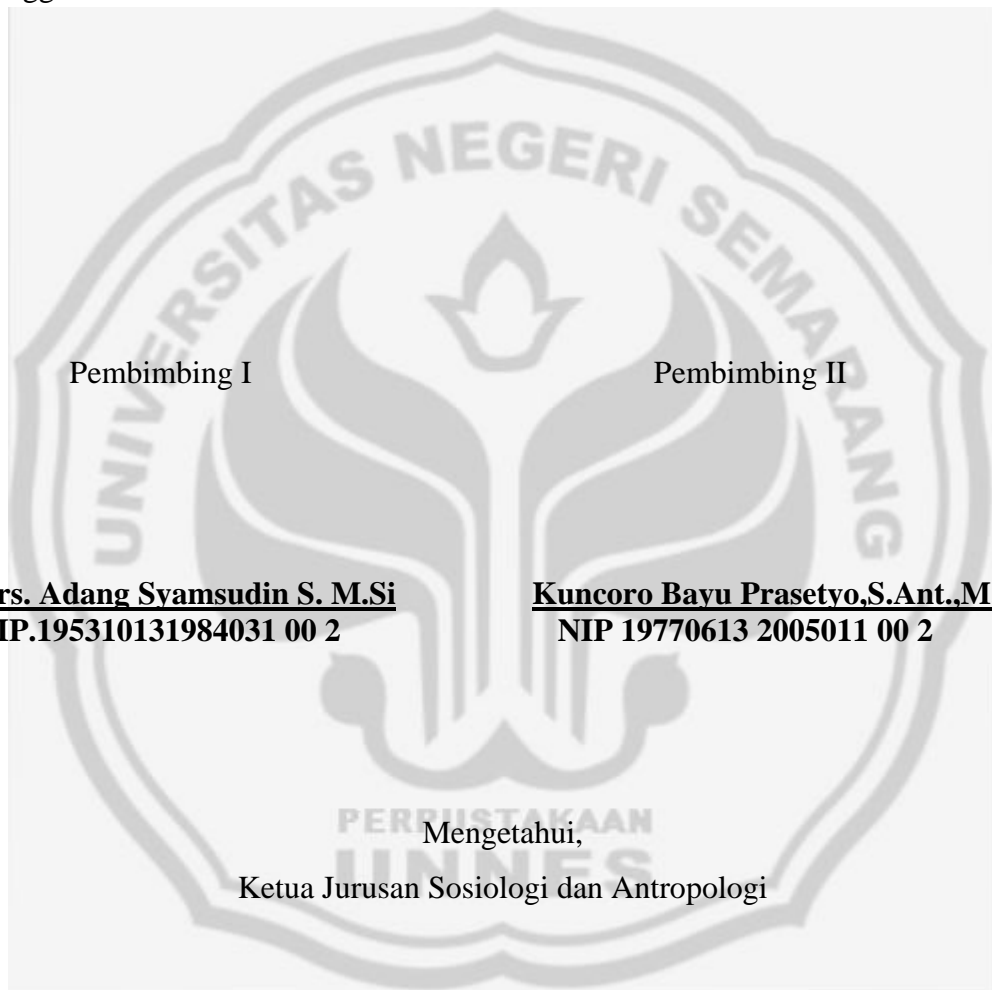 UNIVERSITAS NEGERI SEMARANG
Pembimbing I Pembimbing II
rs. Adang Syamsudin S. M.Si Kuncoro Bayu Prasetyo,S.Ant.,M
IP.195310131984031 00 2 NIP 19770613 2005011 00 2
PERPUSTAKAAN
Mengetahui,
UNNES
Ketua Jurusan Sosiologi dan Antropologi